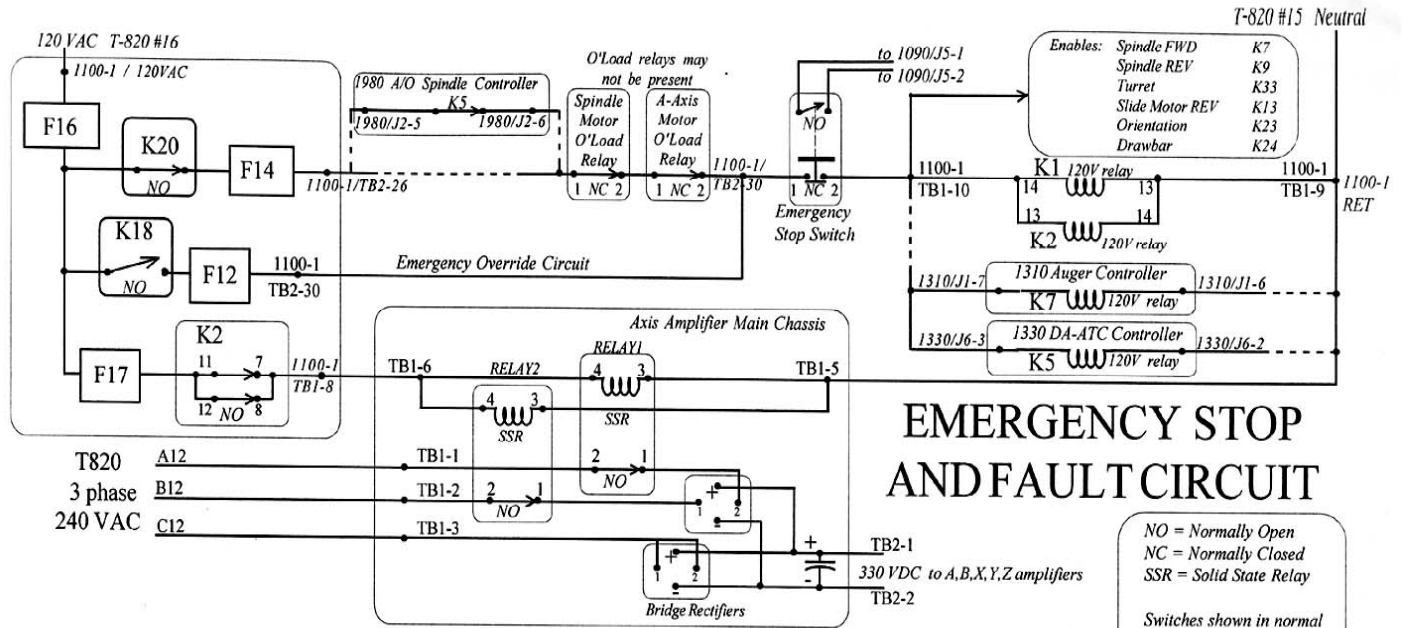 120 VAC T-820 #16
1100-1 / 120VAC
F16
K20
NO
F14
1100-1/TB2-26
K18
NO
F12
1100-1
TB2-30
F17
K2
11 7
12 NO 8
1100-1
TB1-8
1980 A/O Spindle Controller
K5
1980/J2-5 1980/J2-6
O'Load relays may
not be present
Spindle
Motor
O'Load
Relay
1 NC 2
A-Axis
Motor
O'Load
Relay
1 NC 2
1100-1/
TB2-30
Emergency Override Circuit
to 1090/J5-1
to 1090/J5-2
NO
1 NC 2
Emergency
Stop Switch
T-820 #15 Neutral
Enables: Spindle FWD K7
Spindle REV K9
Turret K33
Slide Motor REV K13
Orientation K23
Drawbar K24
1100-1
TB1-10
K1 120V relay
14 13
13 14
K2 120V relay
1100-1
TB1-9
1100-1
RET
1310 Auger Controller
1310/J1-7
K7 120V relay
1310/J1-6
1330 DA-ATC Controller
1330/J6-3
K5 120V relay
1330/J6-2
Axis Amplifier Main Chassis
TB1-6
RELAY2
RELAY1
4 3
SSR
4 3
SSR
TB1-5
T820
3 phase
240 VAC
A12
B12
C12
TB1-1
TB1-2
TB1-3
2 1
NO
2 1
NO
+
1 2
-
+
1 2
-
Bridge Rectifiers
+
-
TB2-1
330 VDC to A,B,X,Y,Z amplifiers
TB2-2
EMERGENCY STOP
AND FAULT CIRCUIT
NO = Normally Open
NC = Normally Closed
SSR = Solid State Relay
Switches shown in normal